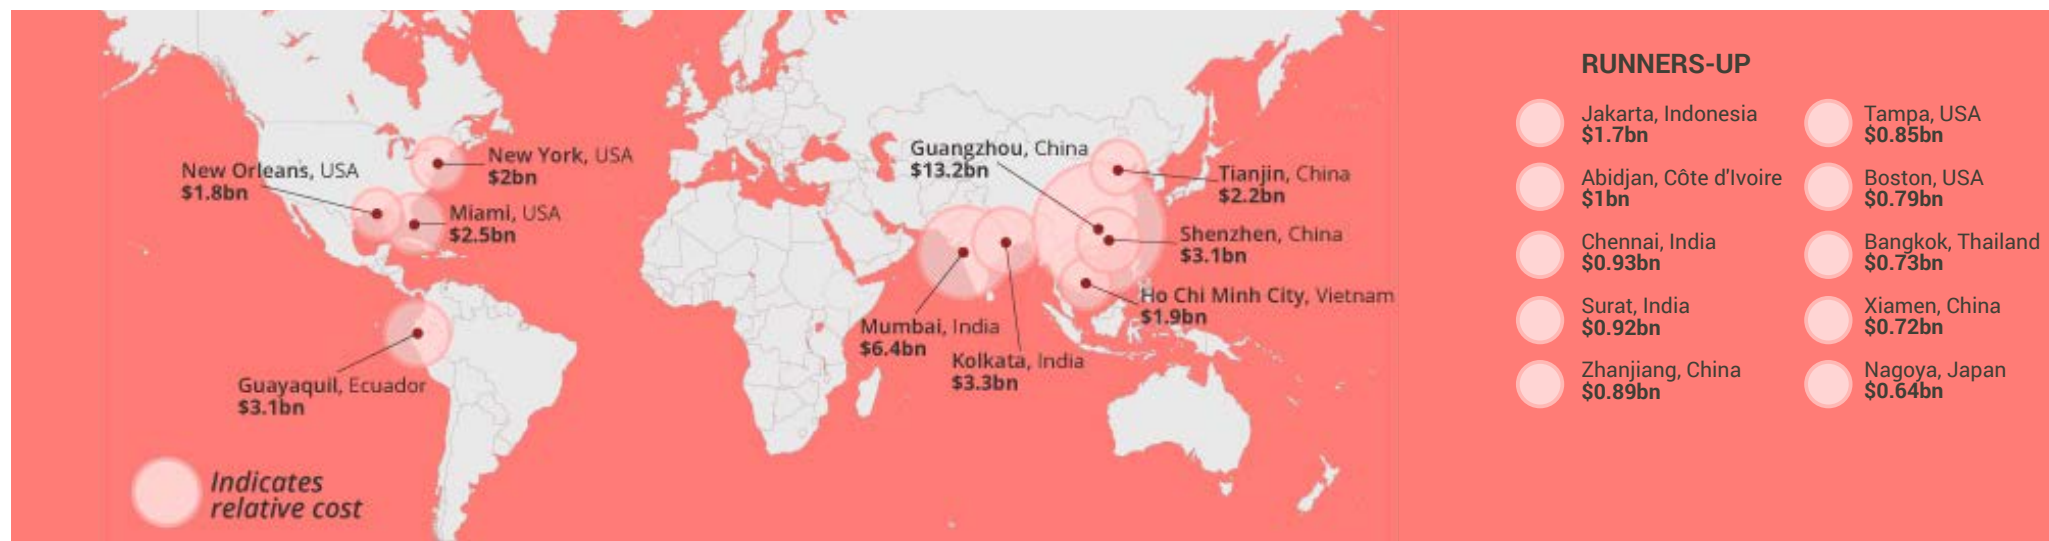 New York, USA
$2bn
New Orleans, USA
$1.8bn
Miami, USA
$2.5bn
Guayaquil, Ecuador
$3.1bn
Indicates
relative cost
Guangzhou, China
$13.2bn
Tianjin, China
$2.2bn
Shenzhen, China
$3.1bn
Ho Chi Minh City, Vietnam
$1.9bn
Mumbai, India
$6.4bn
Kolkata, India
$3.3bn
RUNNERS-UP
Jakarta, Indonesia
$1.7bn
Abidjan, Côte d'Ivoire
$1bn
Chennai, India
$0.93bn
Surat, India
$0.92bn
Zhanjiang, China
$0.89bn
Tampa, USA
$0.85bn
Boston, USA
$0.79bn
Bangkok, Thailand
$0.73bn
Xiamen, China
$0.72bn
Nagoya, Japan
$0.64bn